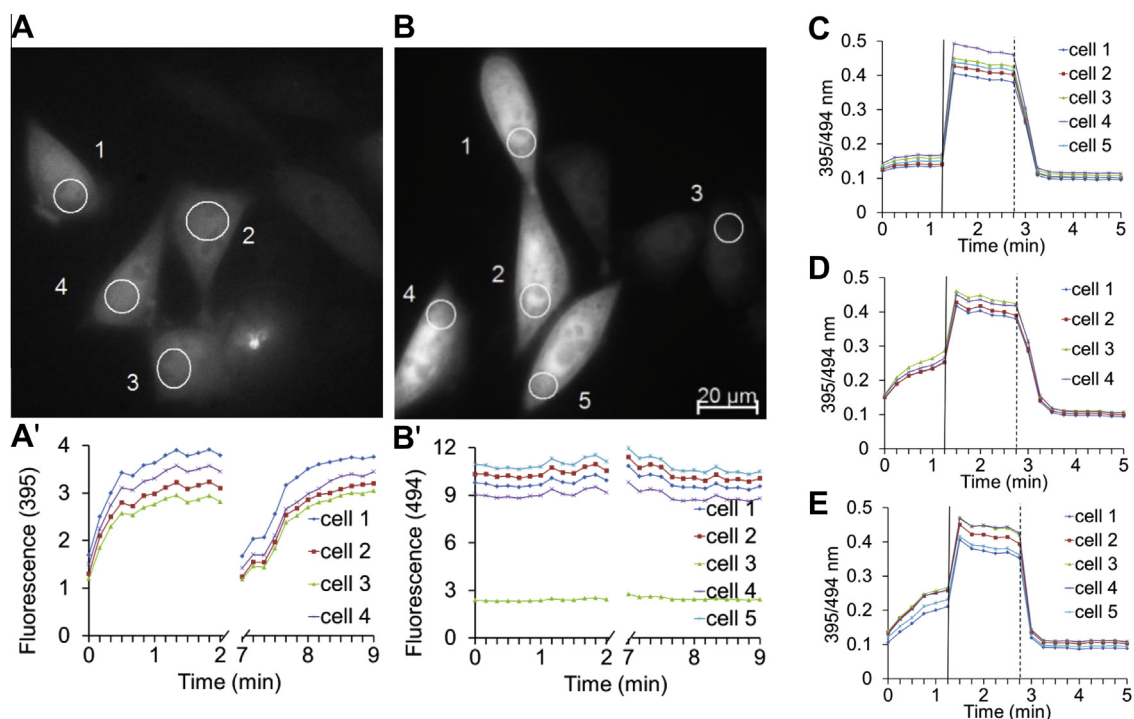 A
1
2
4
3
B
1
3
2
4
5
20 µm
A'
4
3
2
1
0
Fluorescence (395)
0 1 2 7 8 9
Time (min)
cell 1
cell 2
cell 3
cell 4
B'
12
9
6
3
0
Fluorescence (494)
0 1 2 7 8 9
Time (min)
cell 1
cell 2
cell 3
cell 4
cell 5
C
0.5
0.4
0.3
0.2
0.1
0
395/494 nm
0 1 2 3 4 5
Time (min)
cell 1
cell 2
cell 3
cell 4
cell 5
D
0.5
0.4
0.3
0.2
0.1
0
395/494 nm
0 1 2 3 4 5
Time (min)
cell 1
cell 2
cell 3
cell 4
E
0.5
0.4
0.3
0.2
0.1
0
395/494 nm
0 1 2 3 4 5
Time (min)
cell 1
cell 2
cell 3
cell 4
cell 5